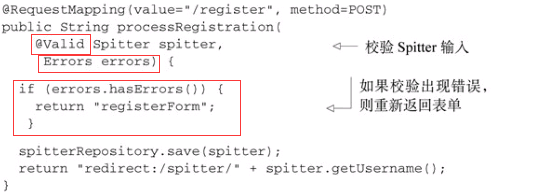 @RequestMapping(value="/register", method=POST)
public String processRegistration(
@Valid Spitter spitter,
校验 Spitter 输入
Errors errors) {
if (errors.hasErrors()) {
return "registerForm";
}
如果校验出现错误，
则重新返回表单
spitterRepository.save(spitter);
return "redirect:/spitter/" + spitter.getUsername();
}